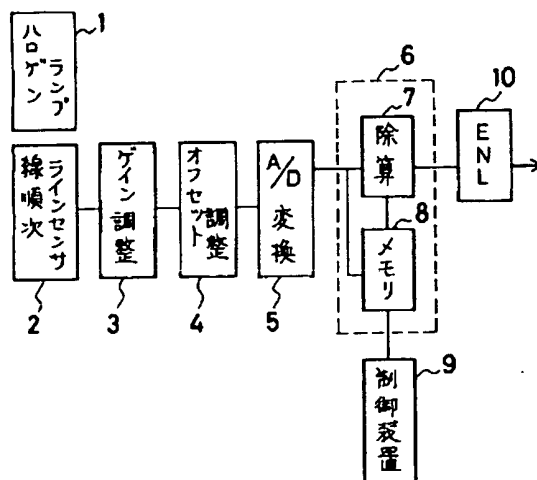 1
ハロゲン
ランプ
線順次
ラインセンサ
2
ゲイン
調整
3
オフセット
調整
4
A/D
変換
5
6
7
除算
8
メモリ
9
制御装置
10
ENL